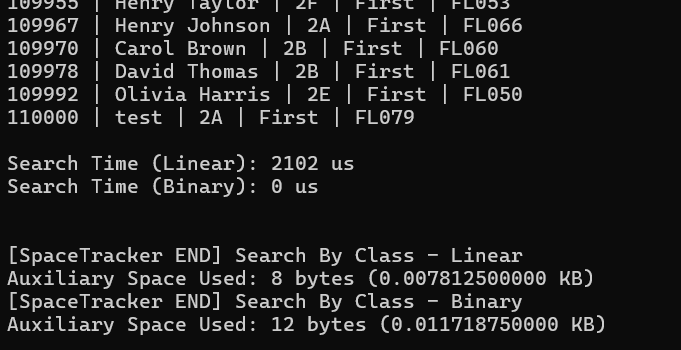 109955 | Henry Taylor | 2F | First | FL053
109967 | Henry Johnson | 2A | First | FL066
109970 | Carol Brown | 2B | First | FL060
109978 | David Thomas | 2B | First | FL061
109992 | Olivia Harris | 2E | First | FL050
110000 | test | 2A | First | FL079
Search Time (Linear): 2102 us
Search Time (Binary): 0 us
[SpaceTracker END] Search By Class - Linear
Auxiliary Space Used: 8 bytes (0.007812500000 KB)
[SpaceTracker END] Search By Class - Binary
Auxiliary Space Used: 12 bytes (0.011718750000 KB)